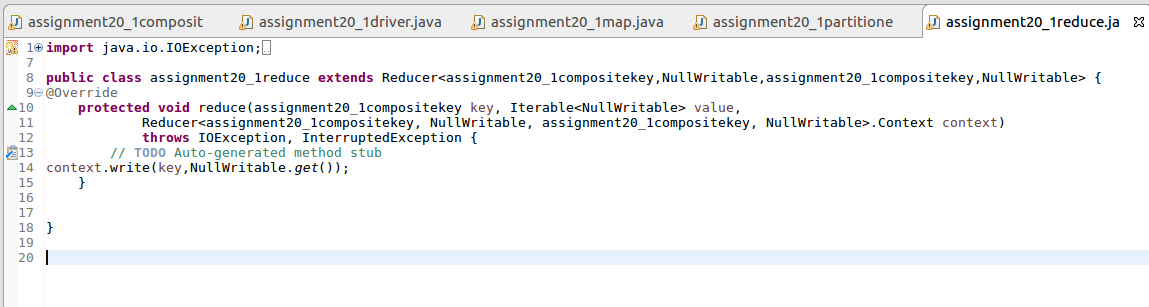 assignment20_1composit assignment20_1driver.java assignment20_1map.java assignment20_1partitione assignment20_1reduce.ja
1 import java.io.IOException;
7
8 public class assignment20_1reduce extends Reducer<assignment20_1compositekey,NullWritable,assignment20_1compositekey,NullWritable> {
9 @Override
10     protected void reduce(assignment20_1compositekey key, Iterable<NullWritable> value,
11             Reducer<assignment20_1compositekey, NullWritable, assignment20_1compositekey, NullWritable>.Context context)
12             throws IOException, InterruptedException {
13         // TODO Auto-generated method stub
14 context.write(key,NullWritable.get());
15     }
16
17
18 }
19
20